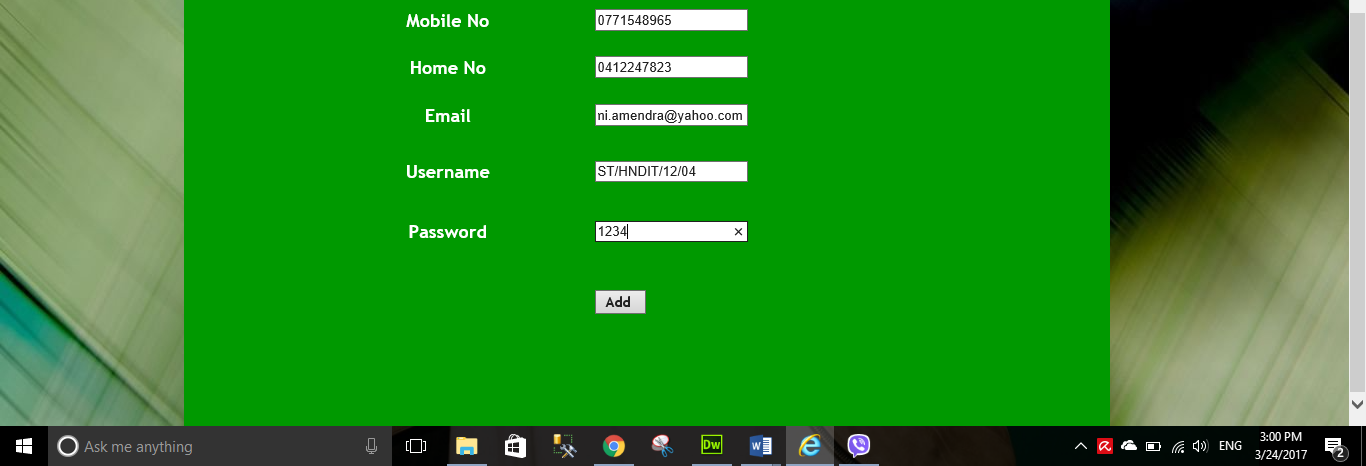 Mobile No 0771548965
Home No 0412247823
Email ni.amendra@yahoo.com
Username ST/HNDIT/12/04
Password 1234
Add
Ask me anything
Dw
ENG
3:00 PM
3/24/2017
2